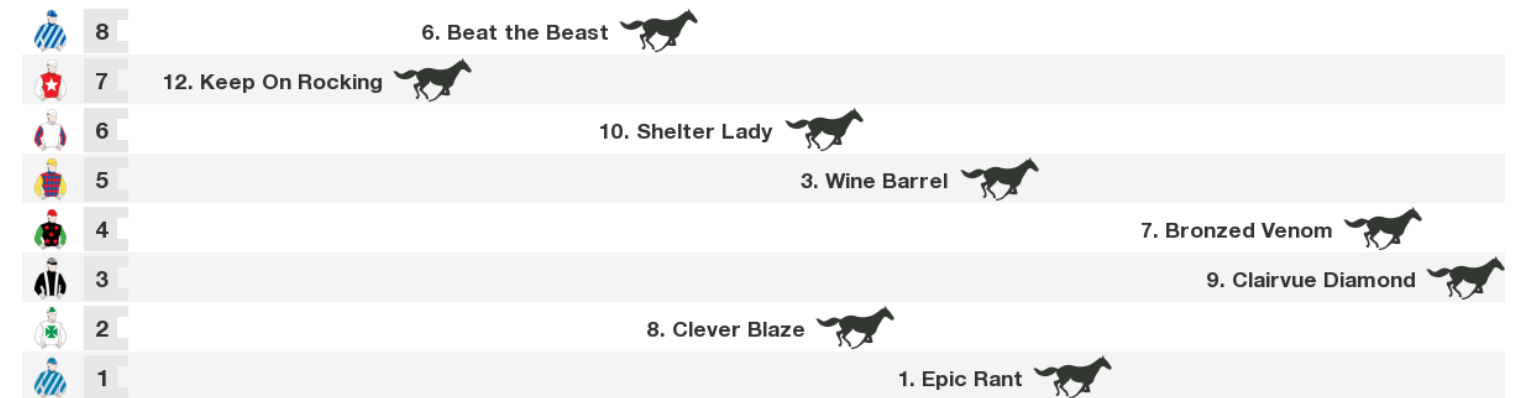 8 6. Beat the Beast
7 12. Keep On Rocking
6 10. Shelter Lady
5 3. Wine Barrel
4 7. Bronzed Venom
3 9. Clairvue Diamond
2 8. Clever Blaze
1 1. Epic Rant